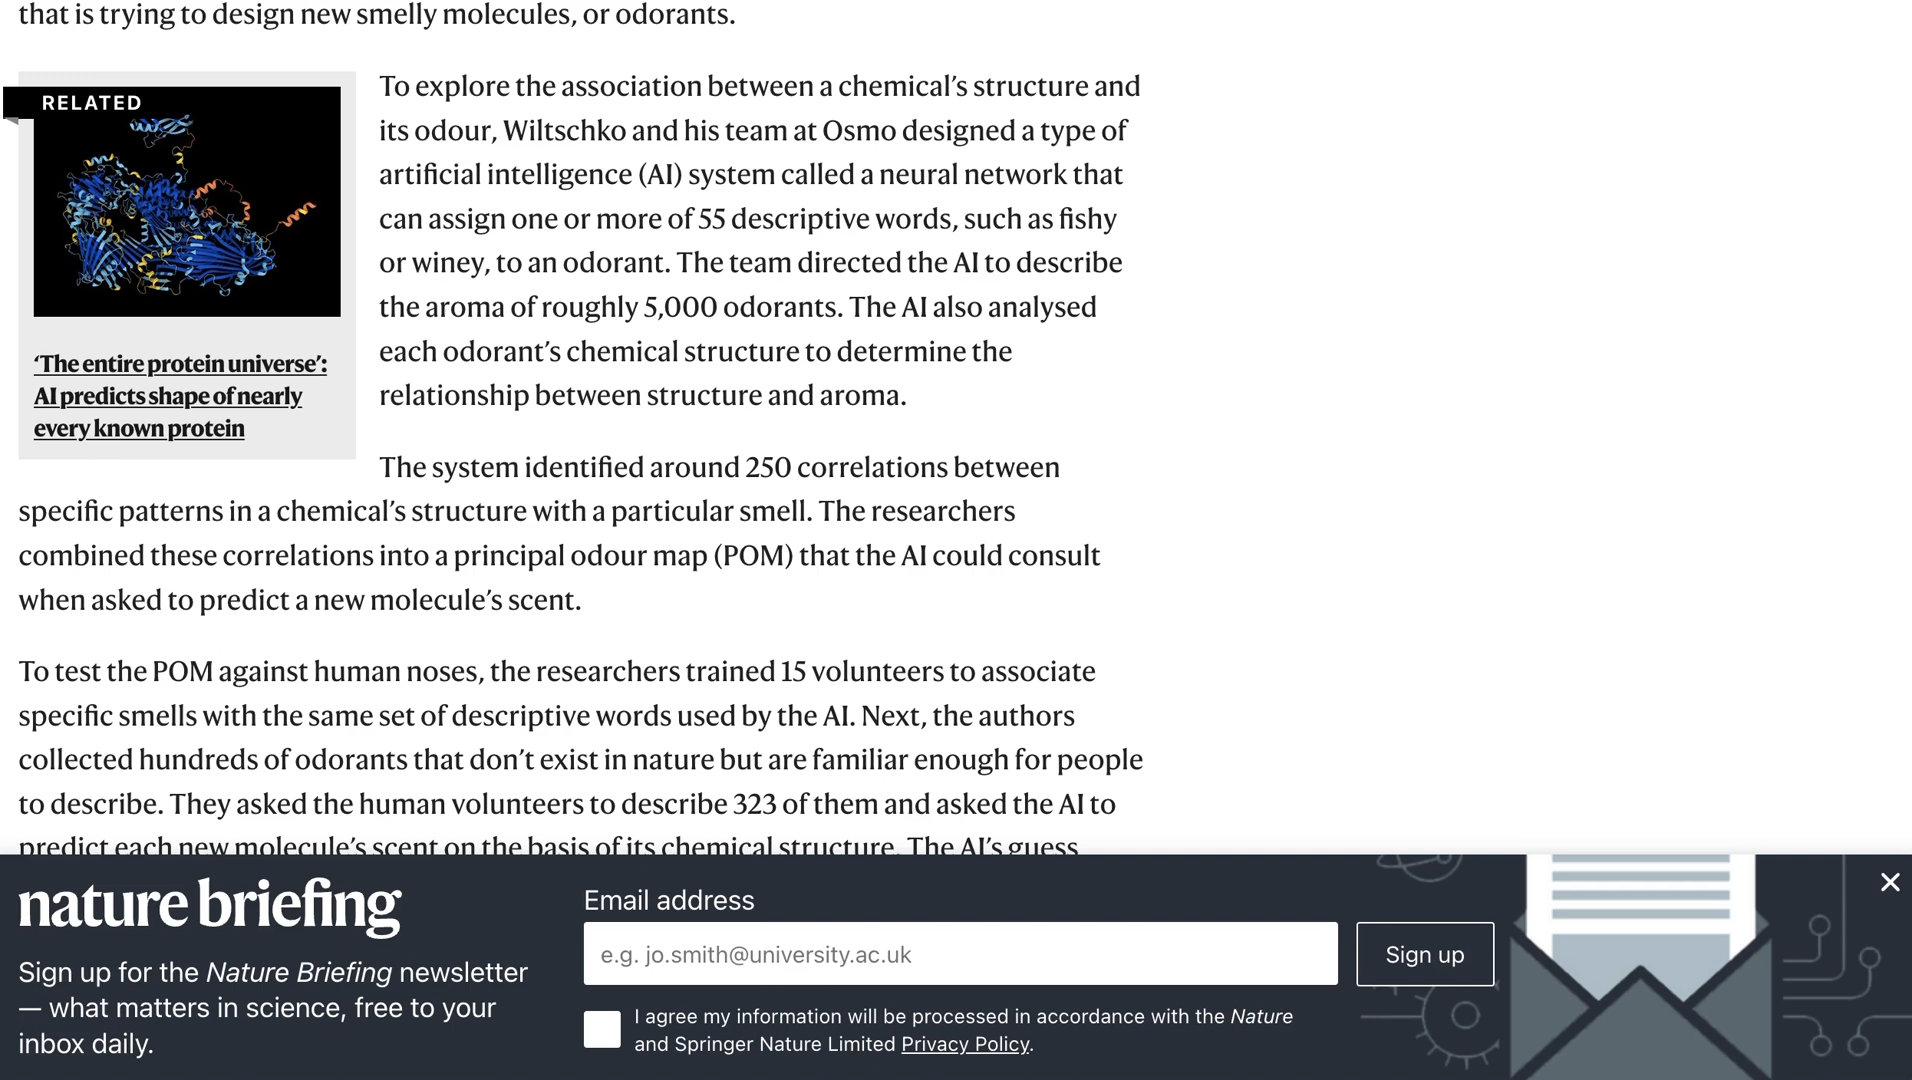 that is trying to design new smelly molecules, or odorants.
RELATED
‘The entire protein universe’:
AI predicts shape of nearly
every known protein
To explore the association between a chemical’s structure and
its odour, Wiltschko and his team at Osmo designed a type of
artificial intelligence (AI) system called a neural network that
can assign one or more of 55 descriptive words, such as fishy
or winey, to an odorant. The team directed the AI to describe
the aroma of roughly 5,000 odorants. The AI also analysed
each odorant’s chemical structure to determine the
relationship between structure and aroma.
The system identified around 250 correlations between
specific patterns in a chemical’s structure with a particular smell. The researchers
combined these correlations into a principal odour map (POM) that the AI could consult
when asked to predict a new molecule’s scent.
To test the POM against human noses, the researchers trained 15 volunteers to associate
specific smells with the same set of descriptive words used by the AI. Next, the authors
collected hundreds of odorants that don’t exist in nature but are familiar enough for people
to describe. They asked the human volunteers to describe 323 of them and asked the AI to
predict each new molecule’s scent on the basis of its chemical structure. The AI’s guess
nature briefing
Sign up for the Nature Briefing newsletter
— what matters in science, free to your
inbox daily.
Email address
e.g. jo.smith@university.ac.uk
Sign up
I agree my information will be processed in accordance with the Nature
and Springer Nature Limited Privacy Policy.